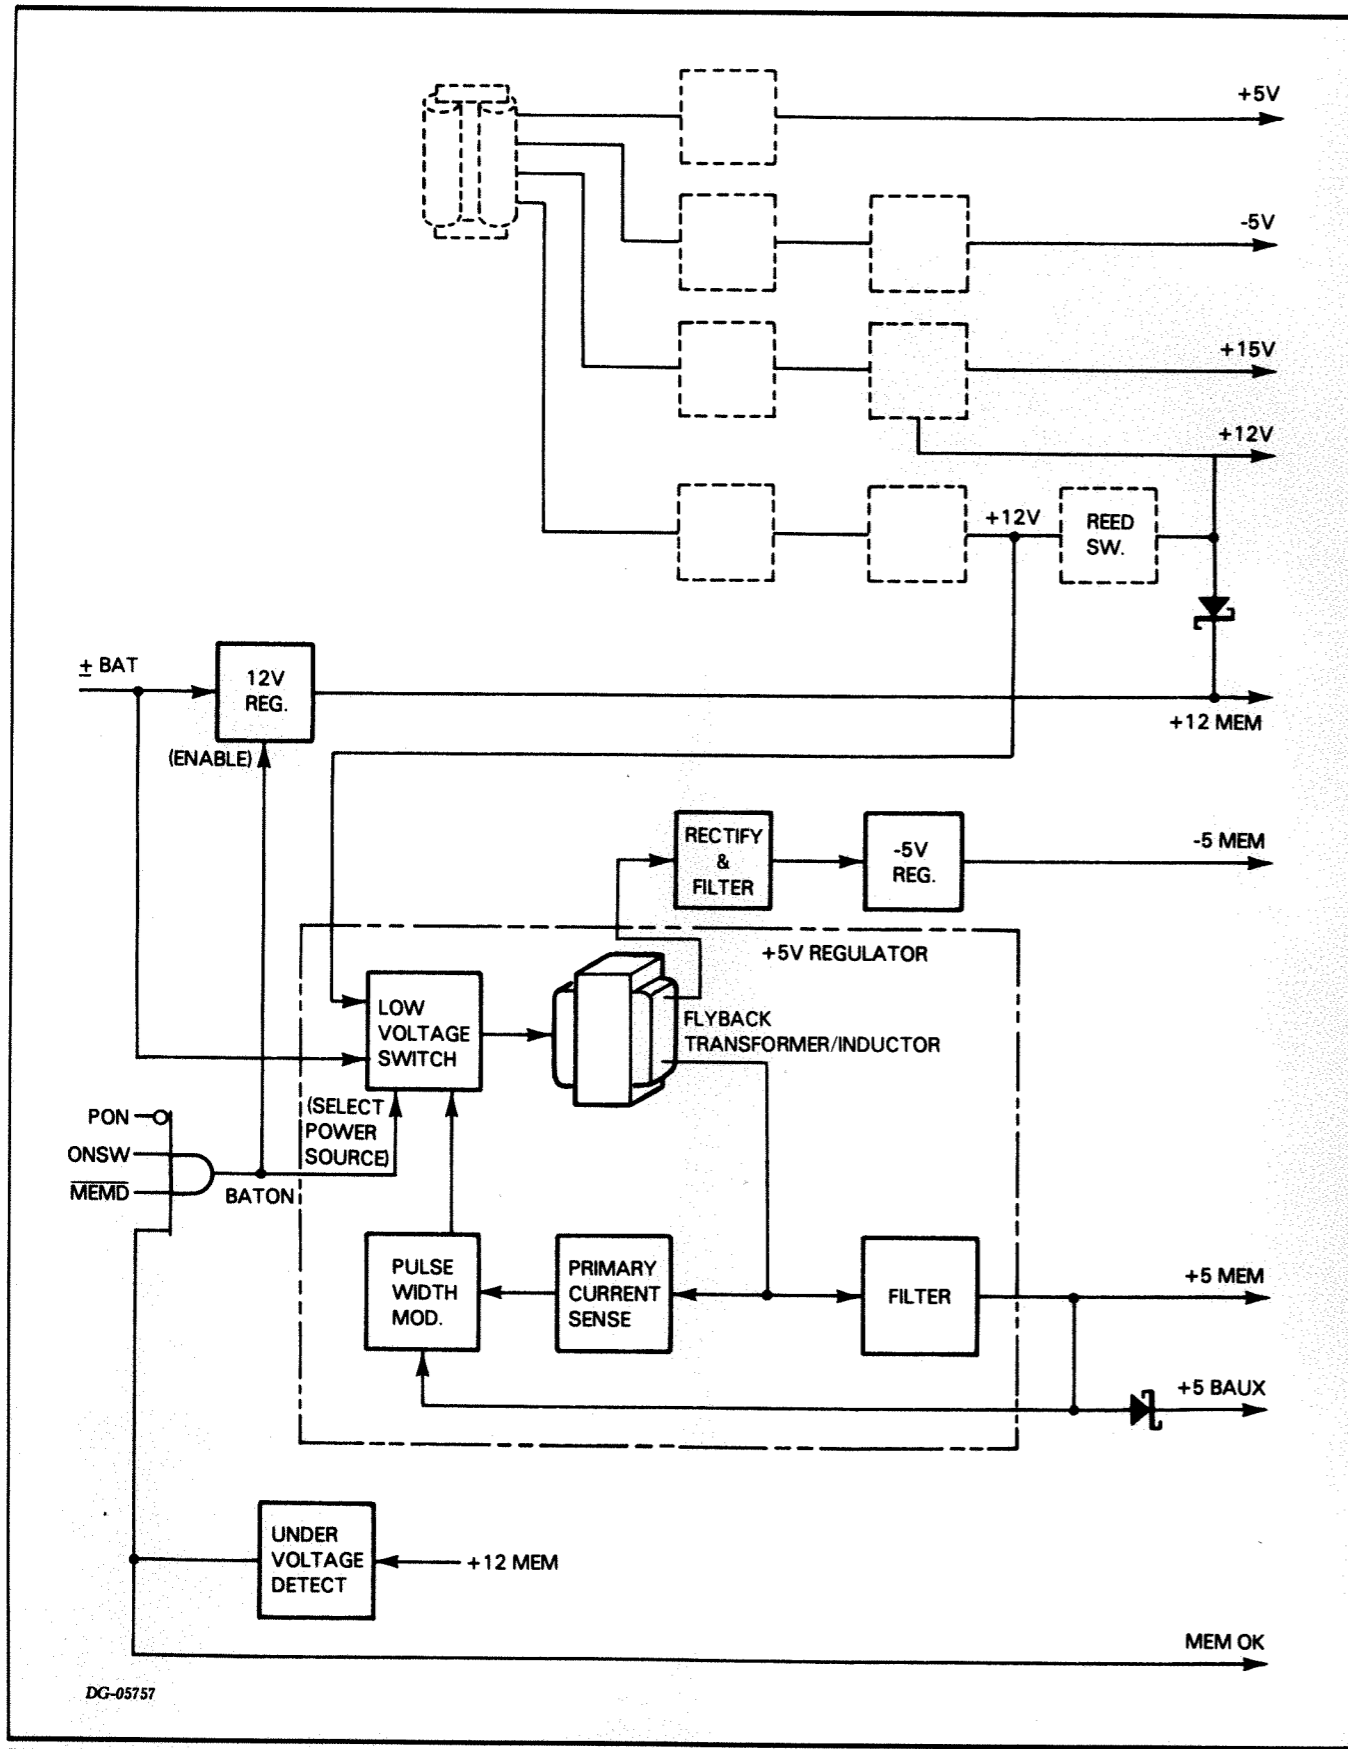 +5V
-5V
+15V
+12V
+12V
REED
SW.
± BAT
12V
REG.
(ENABLE)
+12 MEM
RECTIFY
&
FILTER
-5V
REG.
-5 MEM
+5V REGULATOR
LOW
VOLTAGE
SWITCH
FLYBACK
TRANSFORMER/INDUCTOR
(SELECT
POWER
SOURCE)
PON
ONSW
M̅E̅M̅D̅
BATON
PULSE
WIDTH
MOD.
PRIMARY
CURRENT
SENSE
FILTER
+5 MEM
+5 BAUX
UNDER
VOLTAGE
DETECT
+12 MEM
MEM OK
DG-05757